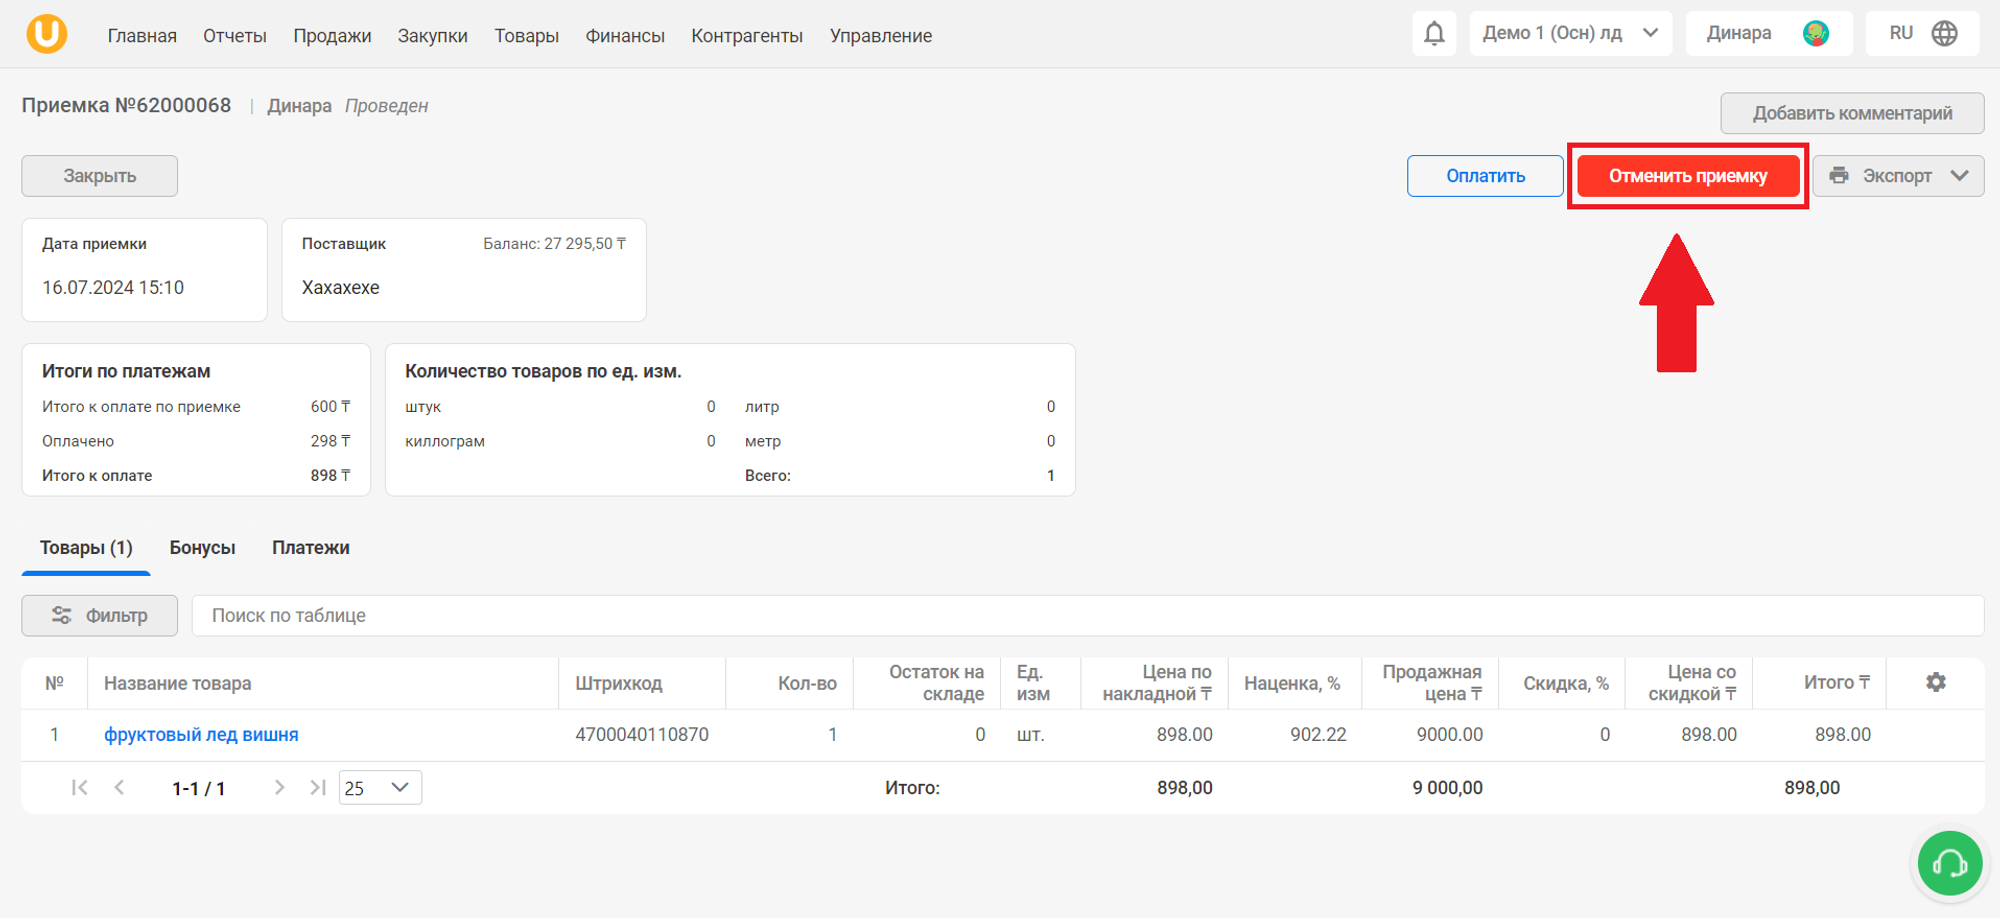 U Главная Отчеты Продажи Закупки Товары Финансы Контрагенты Управление Демо 1 (Осн) лд Динара RU
Приемка №62000068 | Динара Проведен
Добавить комментарий
Закрыть
Оплатить Отменить приемку Экспорт
Дата приемки
16.07.2024 15:10
Поставщик Баланс: 27 295,50 ₸
Хахахехе
Итоги по платежам
Итого к оплате по приемке 600 ₸
Оплачено 298 ₸
Итого к оплате 898 ₸
Количество товаров по ед. изм.
штук 0 литр 0
киллограм 0 метр 0
Всего: 1
Товары (1) Бонусы Платежи
Фильтр Поиск по таблице
№ Название товара Штрихкод Кол-во Остаток на складе Ед. изм Цена по накладной ₸ Наценка, % Продажная цена ₸ Скидка, % Цена со скидкой ₸ Итого ₸
1 фруктовый лед вишня 4700040110870 1 0 шт. 898.00 902.22 9000.00 0 898.00 898.00
1-1 / 1 25 Итого: 898,00 9 000,00 898,00